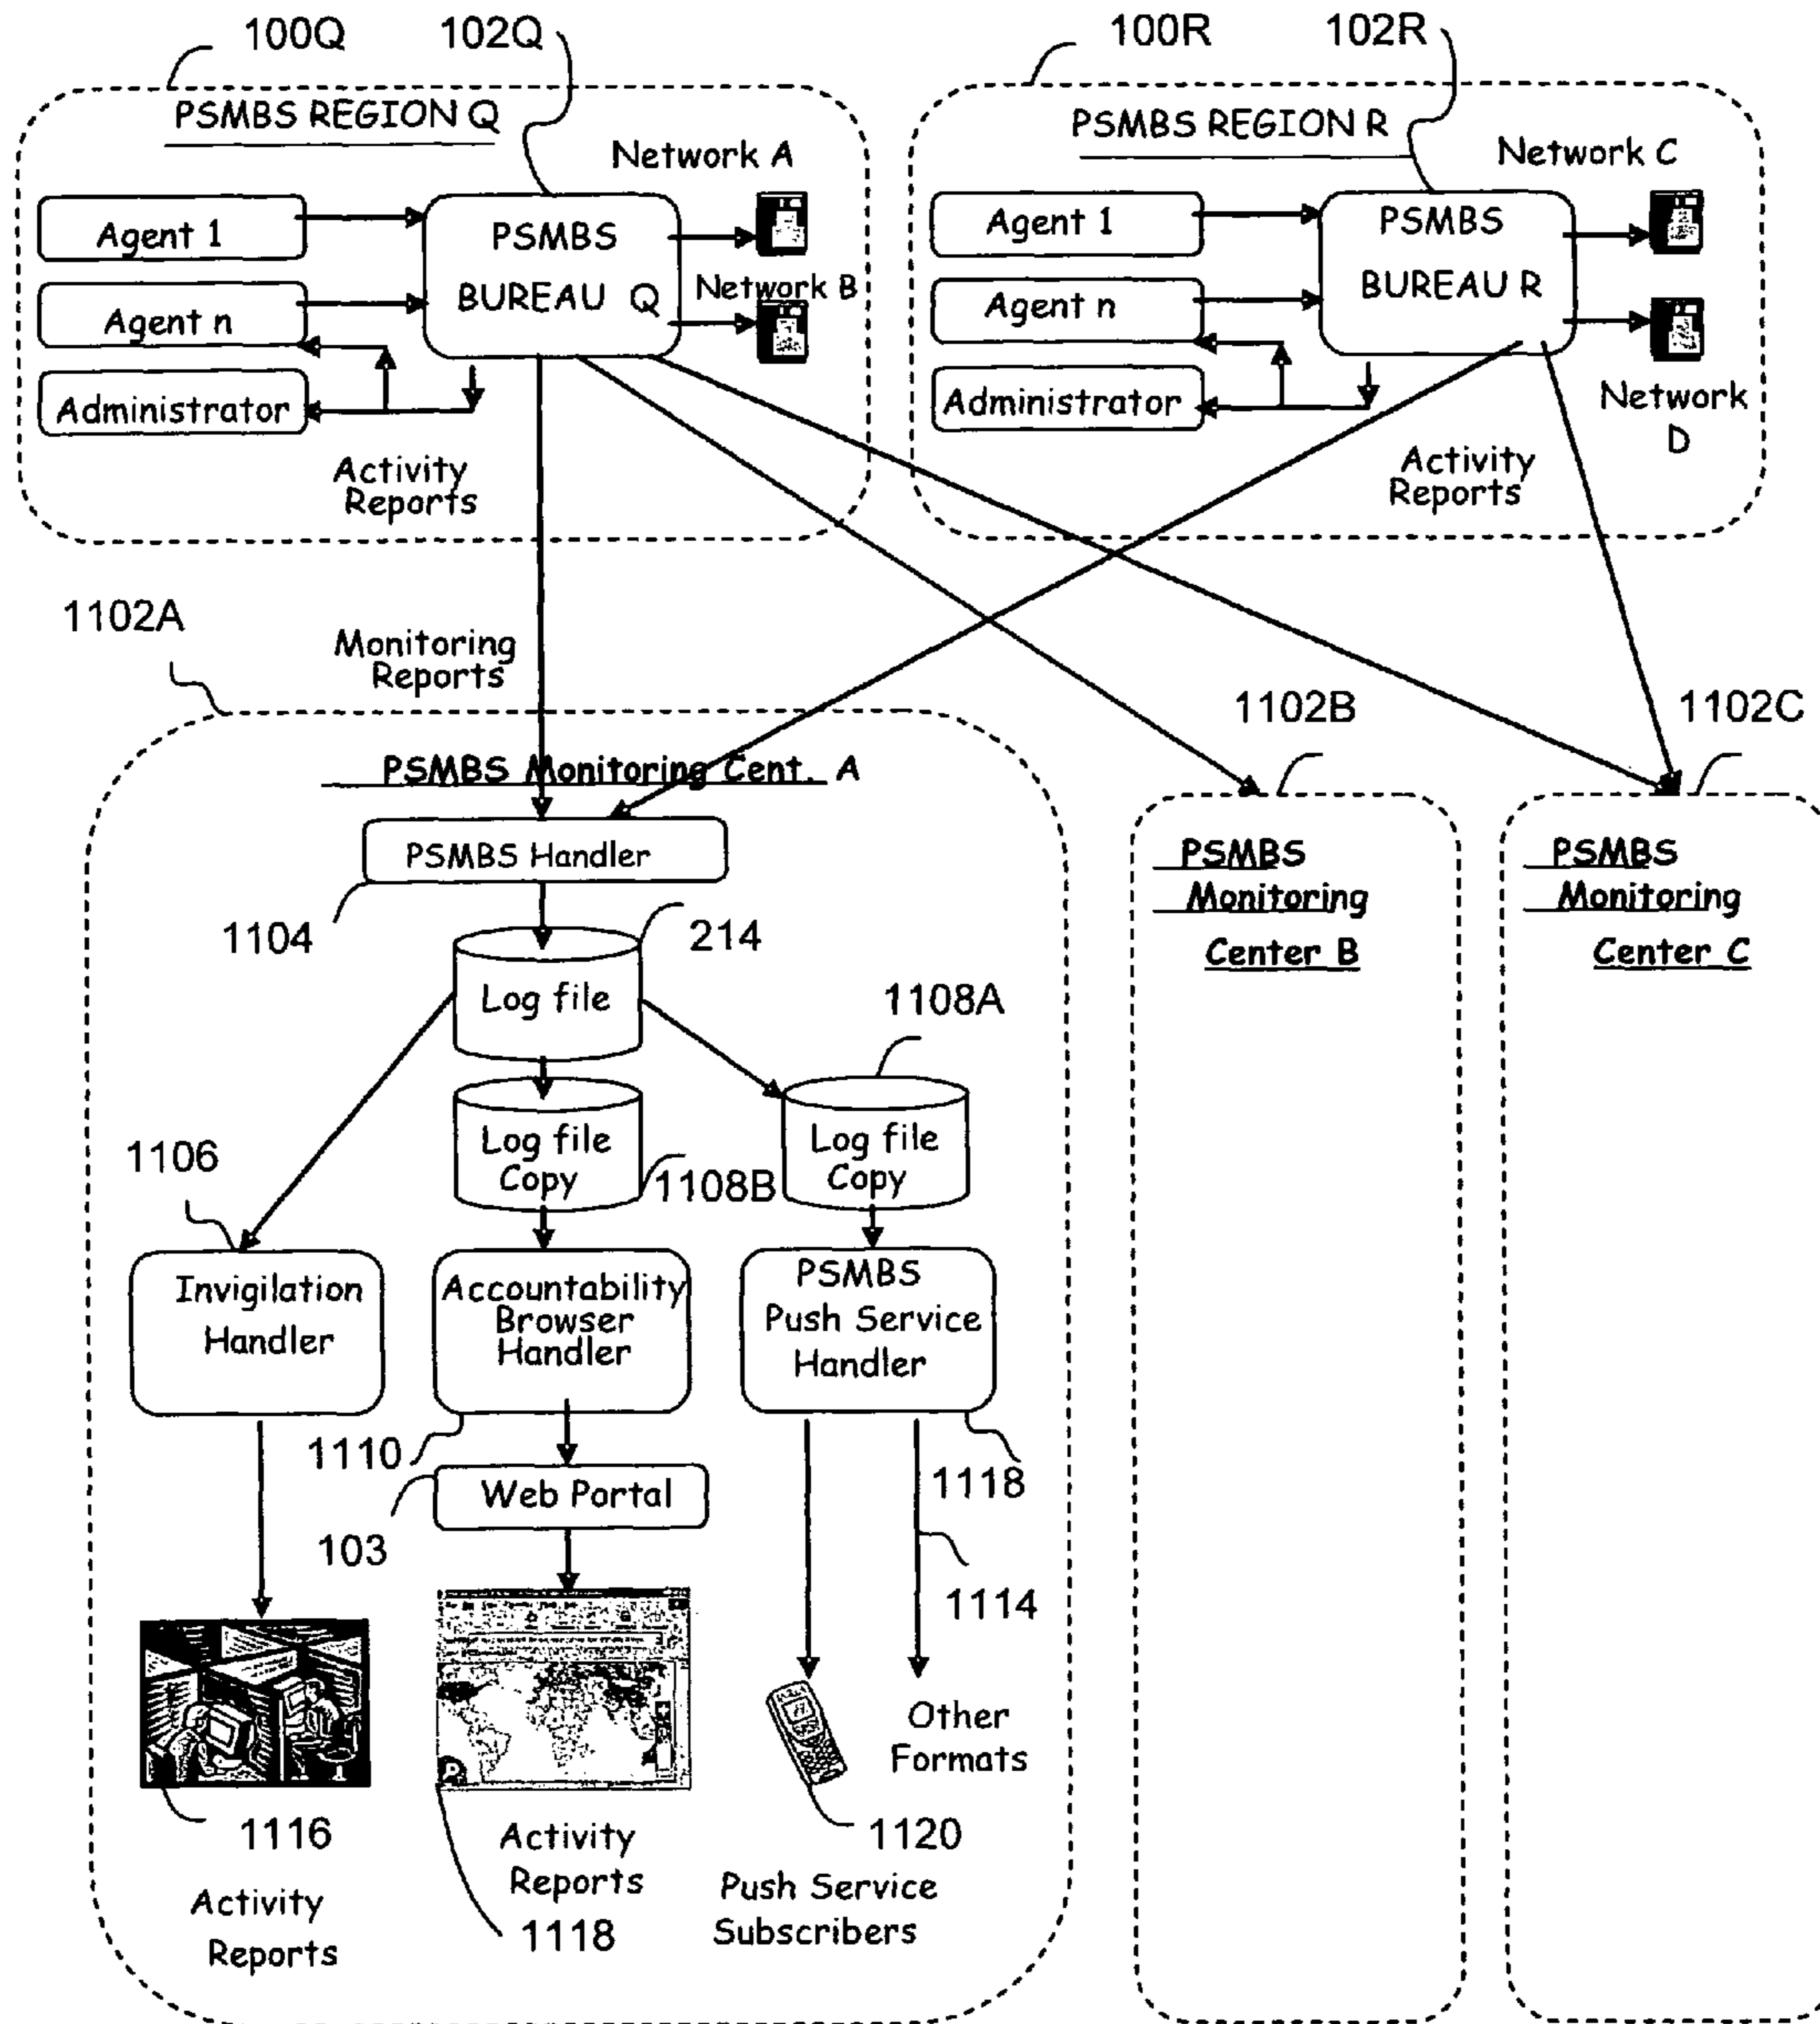 100Q
102Q
100R
102R
PSMBS REGION Q
PSMBS REGION R
Network A
Network C
Agent 1
PSMBS
BUREAU Q
Network B
Agent n
Administrator
Activity
Reports
Agent 1
PSMBS
BUREAU R
Agent n
Administrator
Network
D
Activity
Reports
1102A
Monitoring
Reports
1102B
1102C
PSMBS Monitoring Cent. A
PSMBS Handler
1104
214
Log file
1108A
Log file
Copy
1108B
Log file
Copy
1106
Invigilation
Handler
Accountability
Browser
Handler
PSMBS
Push Service
Handler
1110
1118
Web Portal
103
1114
Other
Formats
1116
Activity
Reports
Activity
Reports
1118
1120
Push Service
Subscribers
PSMBS
Monitoring
Center B
PSMBS
Monitoring
Center C